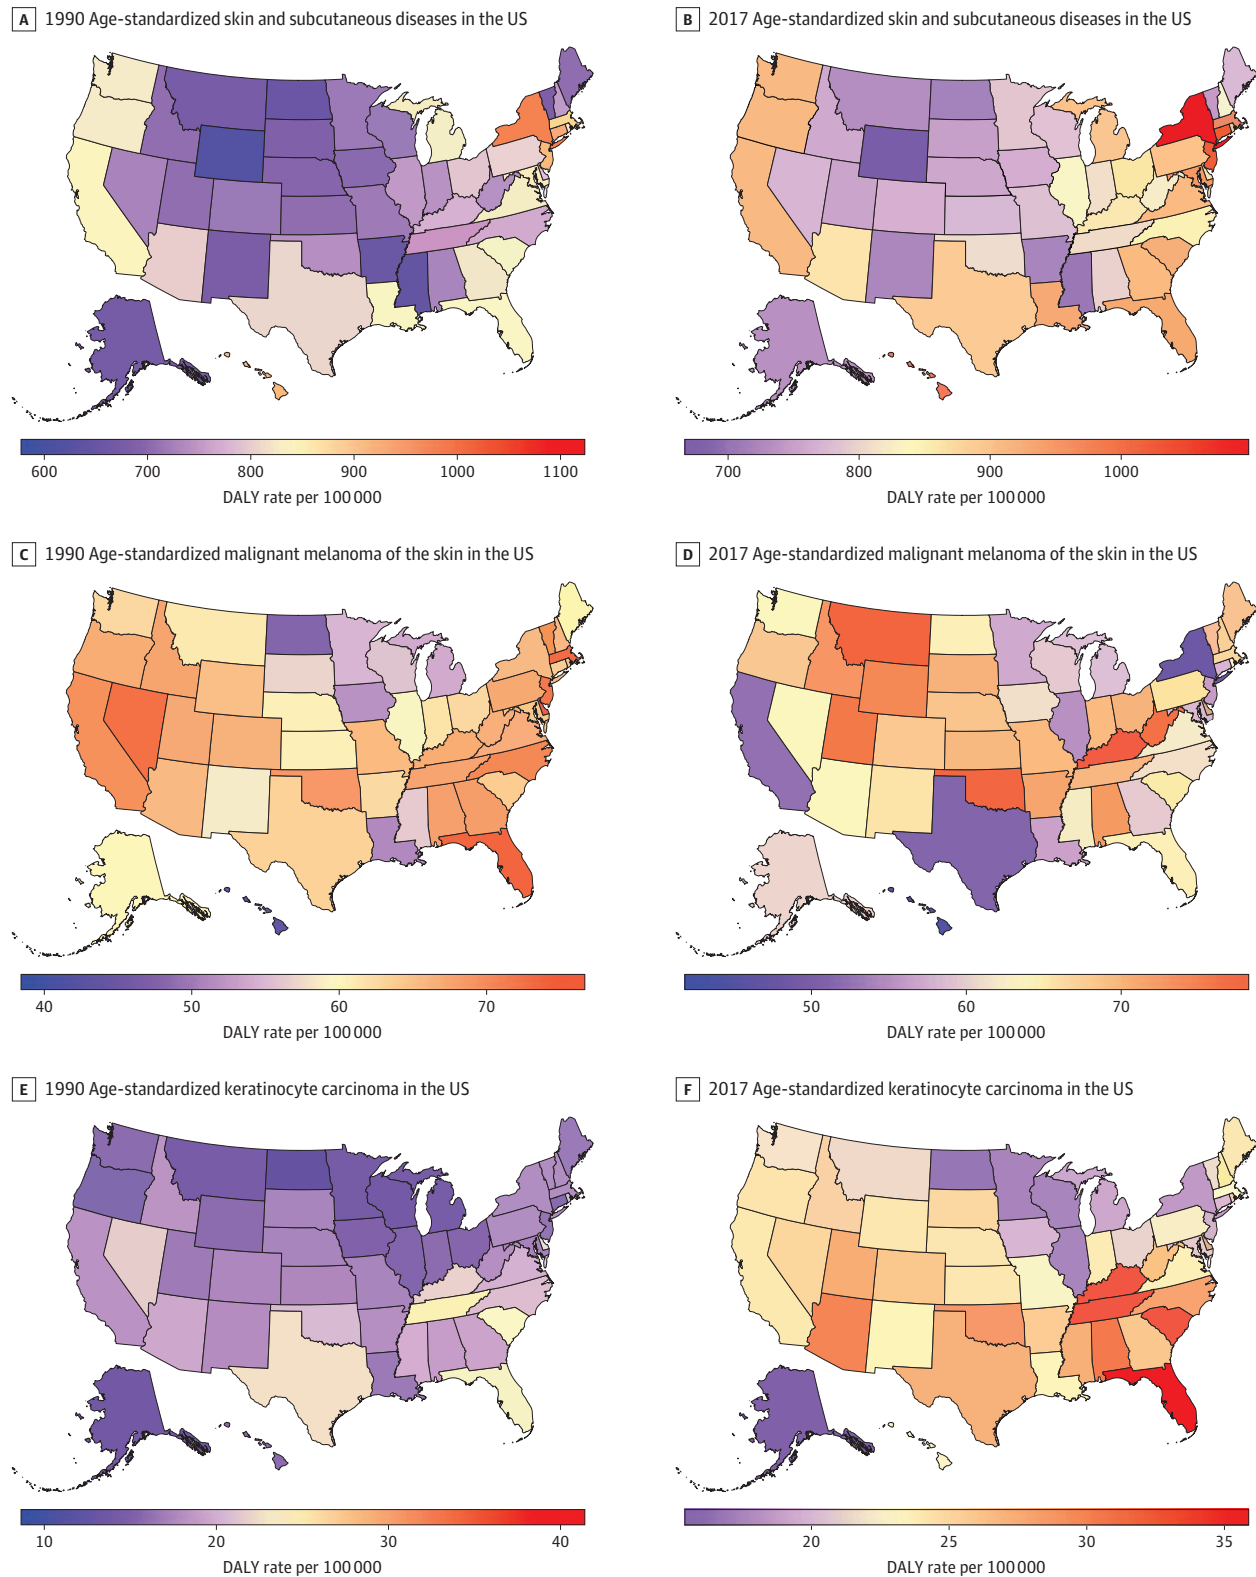 A 1990 Age-standardized skin and subcutaneous diseases in the US
600 700 800 900 1000 1100
DALY rate per 100 000
B 2017 Age-standardized skin and subcutaneous diseases in the US
700 800 900 1000
DALY rate per 100 000
C 1990 Age-standardized malignant melanoma of the skin in the US
40 50 60 70
DALY rate per 100 000
D 2017 Age-standardized malignant melanoma of the skin in the US
50 60 70
DALY rate per 100 000
E 1990 Age-standardized keratinocyte carcinoma in the US
10 20 30 40
DALY rate per 100 000
F 2017 Age-standardized keratinocyte carcinoma in the US
20 25 30 35
DALY rate per 100 000